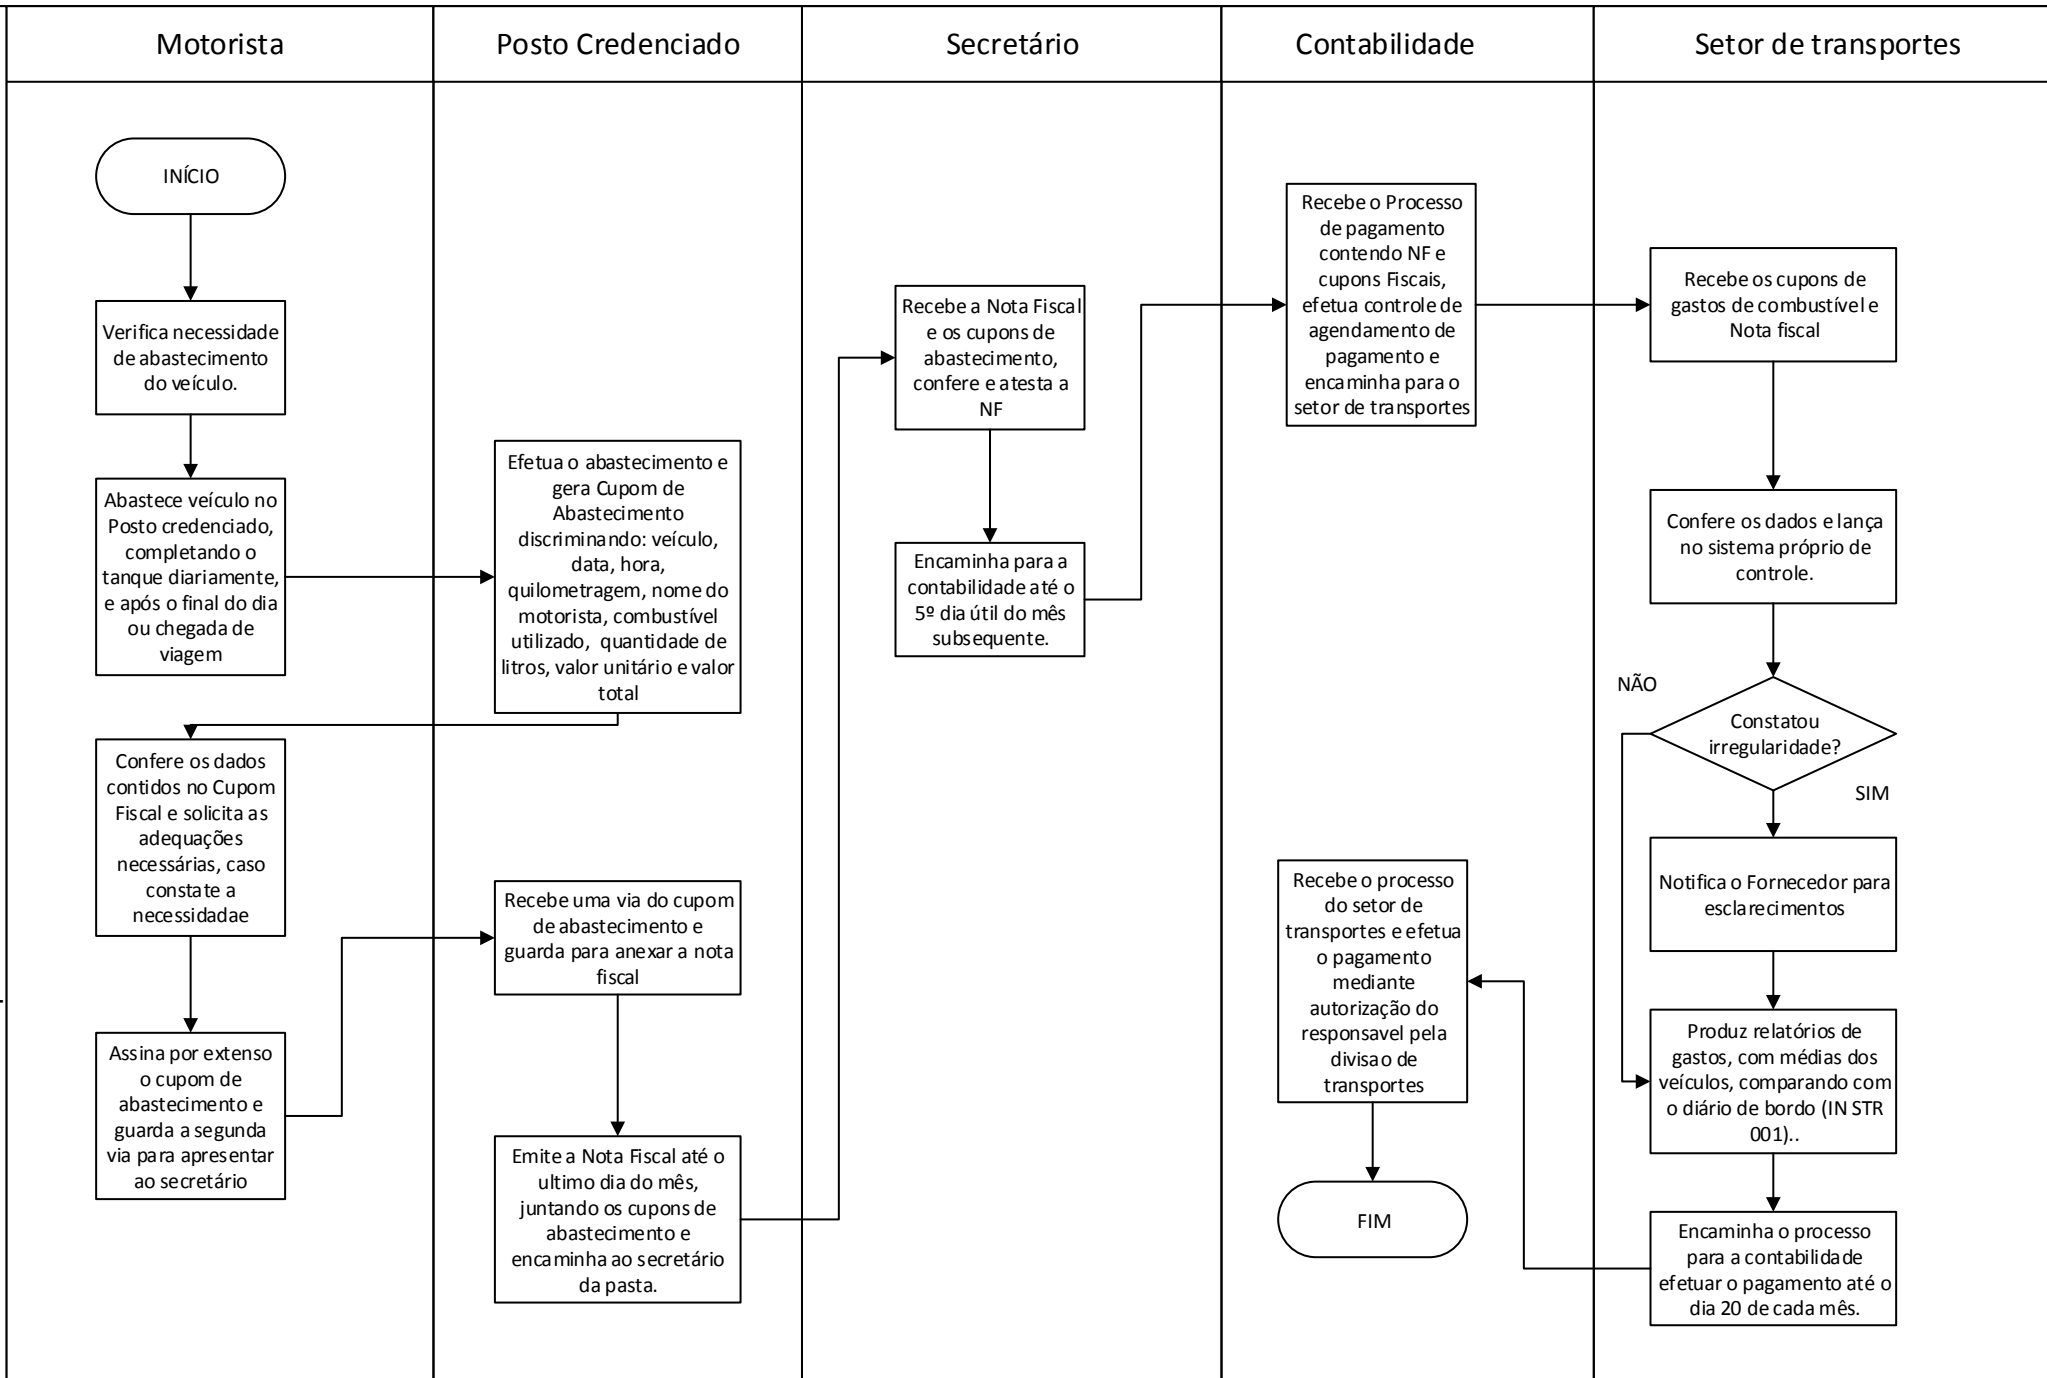 Motorista
Posto Credenciado
Secretário
Contabilidade
Setor de transportes
INÍCIO
Verifica necessidade
de abastecimento
do veículo.
Abastece veículo no
Posto credenciado,
completando o
tanque diariamente,
e após o final do dia
ou chegada de
viagem
Confere os dados
contidos no Cupom
Fiscal e solicita as
adequações
necessárias, caso
constate a
necessidadae
Assina por extenso
o cupom de
abastecimento e
guarda a segunda
via para apresentar
ao secretário
Efetua o abastecimento e
gera Cupom de
Abastecimento
discriminando: veículo,
data, hora,
quilometragem, nome do
motorista, combustível
utilizado, quantidade de
litros, valor unitário e valor
total
Recebe uma via do cupom
de abastecimento e
guarda para anexar a nota
fiscal
Emite a Nota Fiscal até o
ultimo dia do mês,
juntando os cupons de
abastecimento e
encaminha ao secretário
da pasta.
Recebe a Nota Fiscal
e os cupons de
abastecimento,
confere e atesta a
NF
Encaminha para a
contabilidade até o
5º dia útil do mês
subsequente.
Recebe o Processo
de pagamento
contendo NF e
cupons Fiscais,
efetua controle de
agendamento de
pagamento e
encaminha para o
setor de transportes
Recebe o processo
do setor de
transportes e efetua
o pagamento
mediante
autorização do
responsavel pela
divisao de
transportes
FIM
Recebe os cupons de
gastos de combustível e
Nota fiscal
Confere os dados e lança
no sistema próprio de
controle.
NÃO
Constatou
irregularidade?
SIM
Notifica o Fornecedor para
esclarecimentos
Produz relatórios de
gastos, com médias dos
veículos, comparando com
o diário de bordo (IN STR
001)..
Encaminha o processo
para a contabilidade
efetuar o pagamento até o
dia 20 de cada mês.